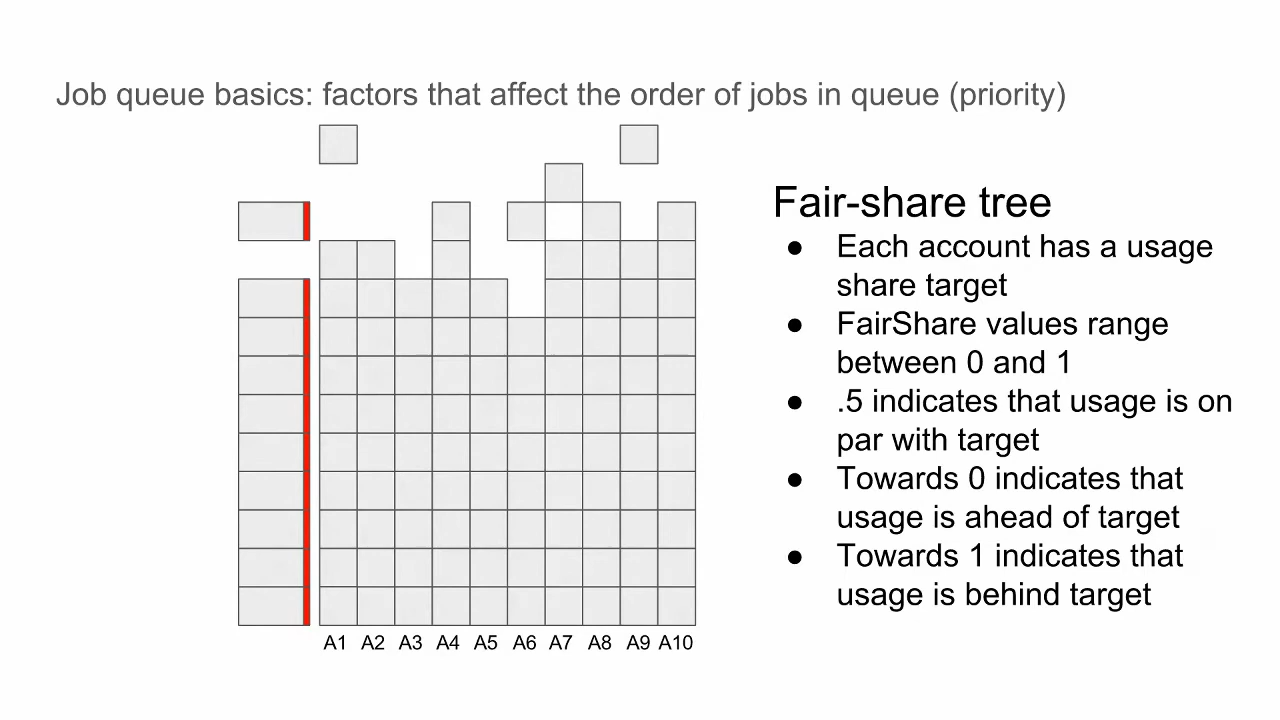 Job queue basics: factors that affect the order of jobs in queue (priority)
Fair-share tree
● Each account has a usage
share target
● FairShare values range
between 0 and 1
● .5 indicates that usage is on
par with target
● Towards 0 indicates that
usage is ahead of target
● Towards 1 indicates that
usage is behind target
A1 A2 A3 A4 A5 A6 A7 A8 A9 A10